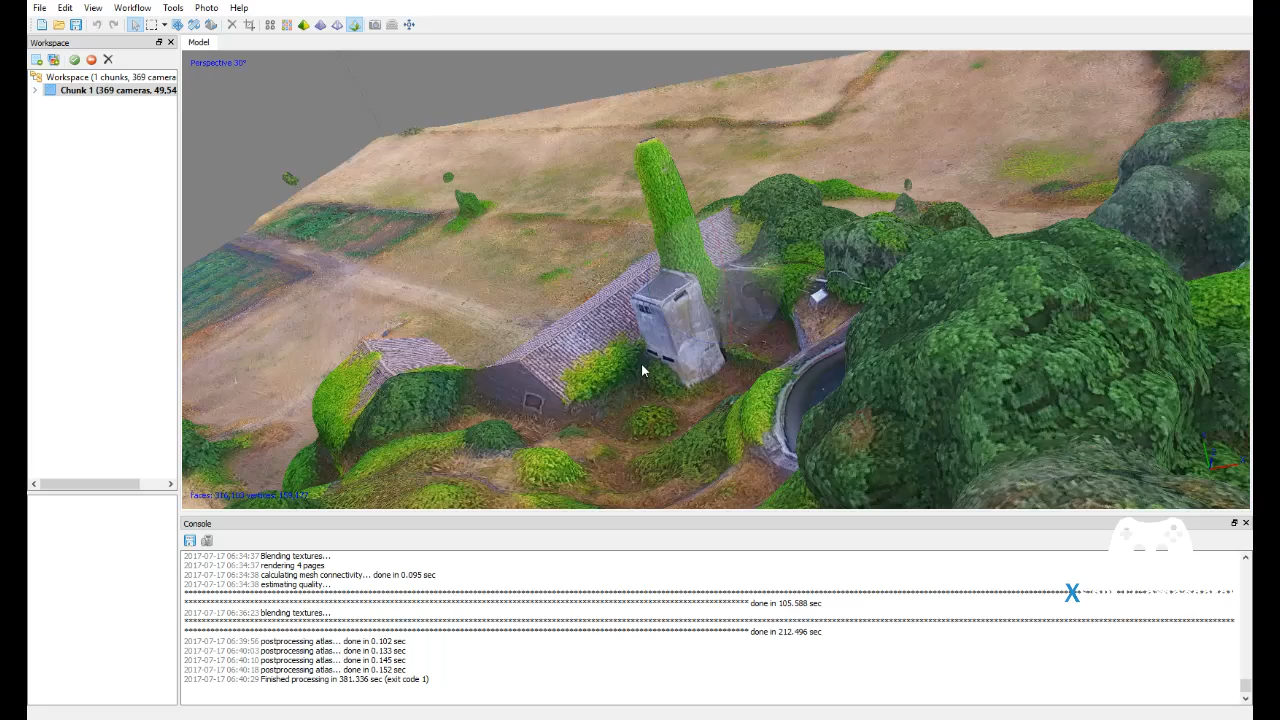 File Edit View Workflow Tools Photo Help
Workspace
Model
Workspace (1 chunks, 369 camera
Chunk 1 (369 cameras, 49,54
Perspective 30°
Console
2017-07-17 06:34:37 Blending textures...
2017-07-17 06:34:37 rendering 4 pages
2017-07-17 06:34:38 calculating mesh connectivity... done in 0.095 sec
2017-07-17 06:34:38 estimating quality...
done in 105.588 sec
2017-07-17 06:36:23 blending textures...
done in 212.496 sec
2017-07-17 06:39:56 postprocessing atlas... done in 0.102 sec
2017-07-17 06:40:03 postprocessing atlas... done in 0.133 sec
2017-07-17 06:40:10 postprocessing atlas... done in 0.145 sec
2017-07-17 06:40:18 postprocessing atlas... done in 0.152 sec
2017-07-17 06:40:29 Finished processing in 381.336 sec (exit code 1)